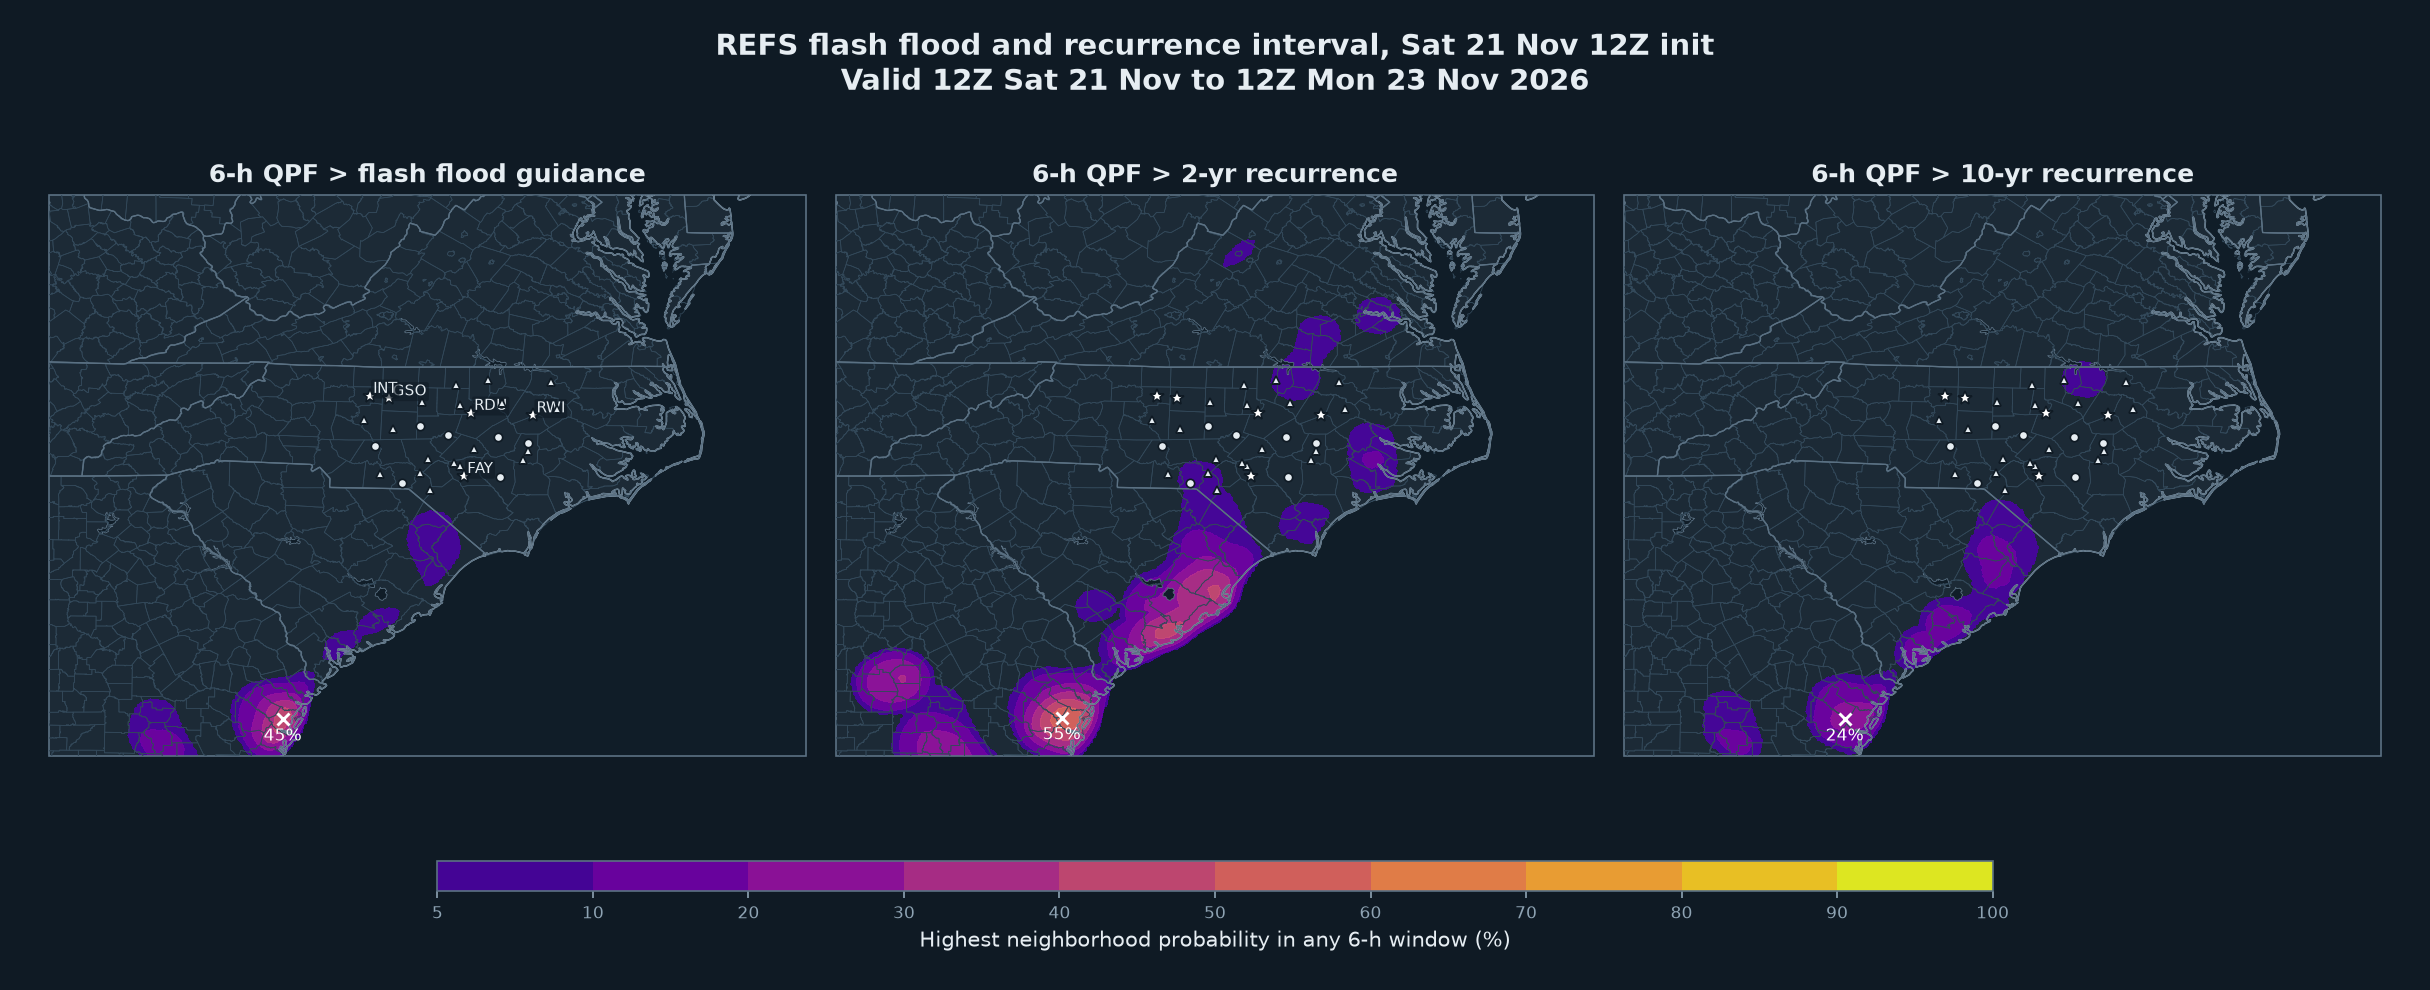 REFS flash flood and recurrence interval, Sat 21 Nov 12Z init
Valid 12Z Sat 21 Nov to 12Z Mon 23 Nov 2026
6-h QPF > flash flood guidance
6-h QPF > 2-yr recurrence
6-h QPF > 10-yr recurrence
INT GSO
RDU RWI
FAY
45%
55%
24%
5 10 20 30 40 50 60 70 80 90 100
Highest neighborhood probability in any 6-h window (%)